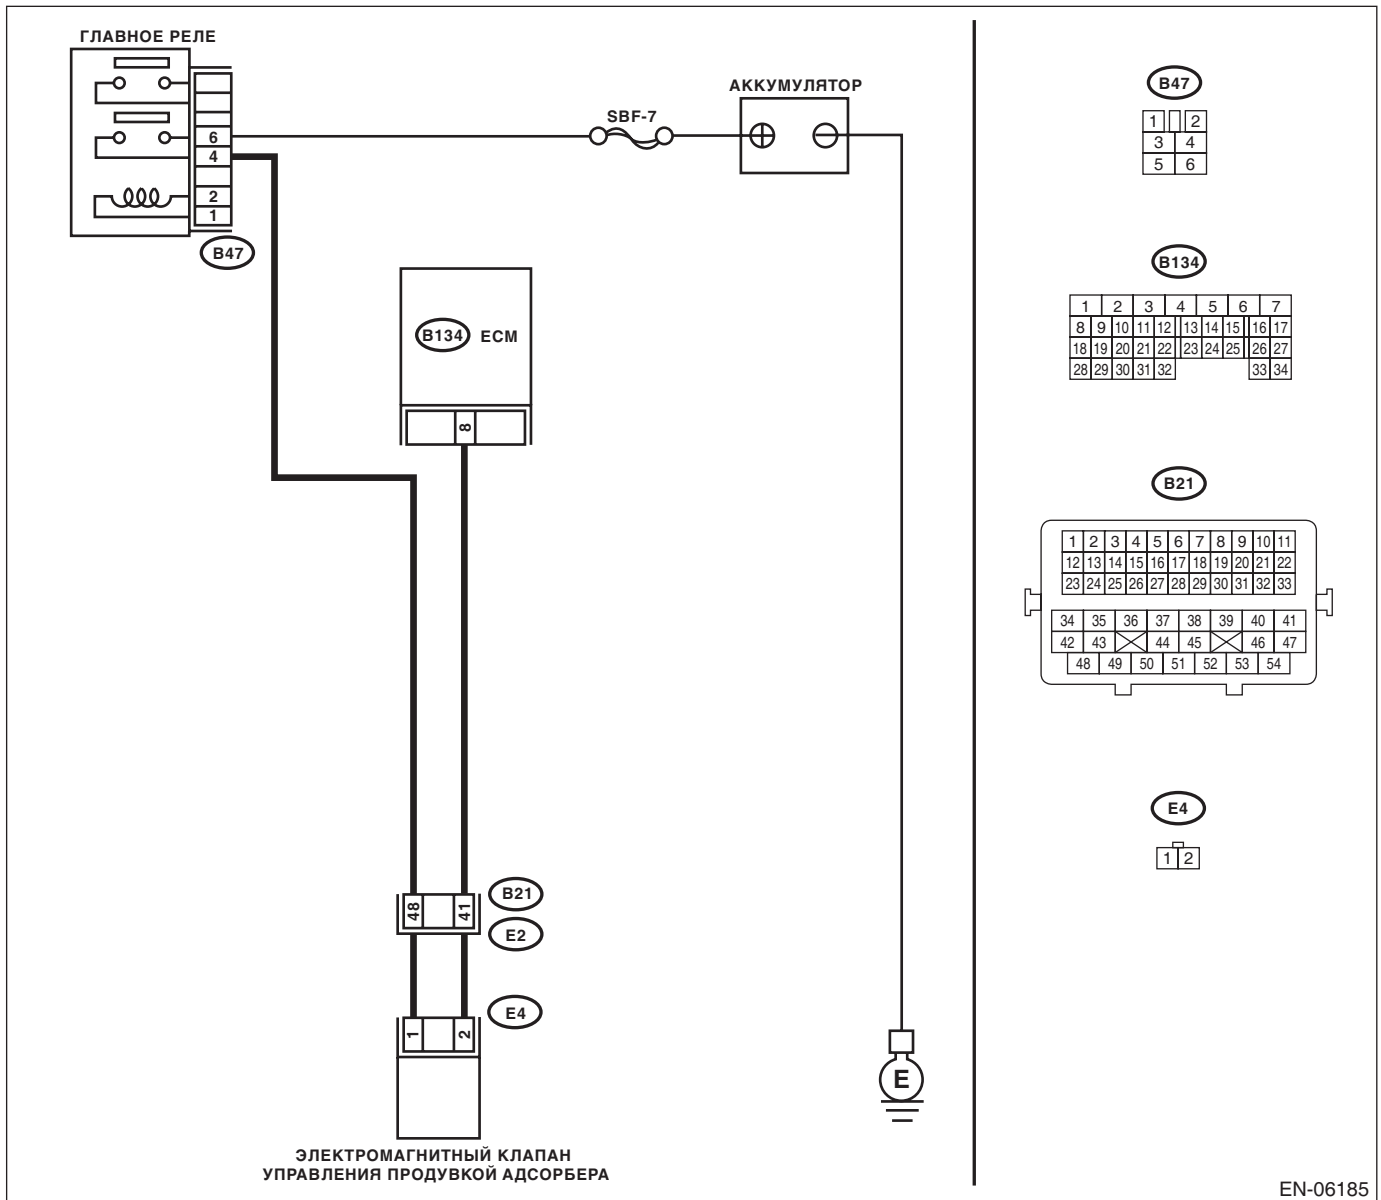 ГЛАВНОЕ РЕЛЕ
6
4
2
1
B47
SBF-7
АККУМУЛЯТОР
B134 ECM
8
48 41
B21
E2
E4
1 2
ЭЛЕКТРОМАГНИТНЫЙ КЛАПАН
УПРАВЛЕНИЯ ПРОДУВКОЙ АДСОРБЕРА
E
B47
1 2
3 4
5 6
B134
1 2 3 4 5 6 7
8 9 10 11 12 13 14 15 16 17
18 19 20 21 22 23 24 25 26 27
28 29 30 31 32 33 34
B21
1 2 3 4 5 6 7 8 9 10 11
12 13 14 15 16 17 18 19 20 21 22
23 24 25 26 27 28 29 30 31 32 33
34 35 36 37 38 39 40 41
42 43 44 45 46 47
48 49 50 51 52 53 54
E4
1 2
EN-06185